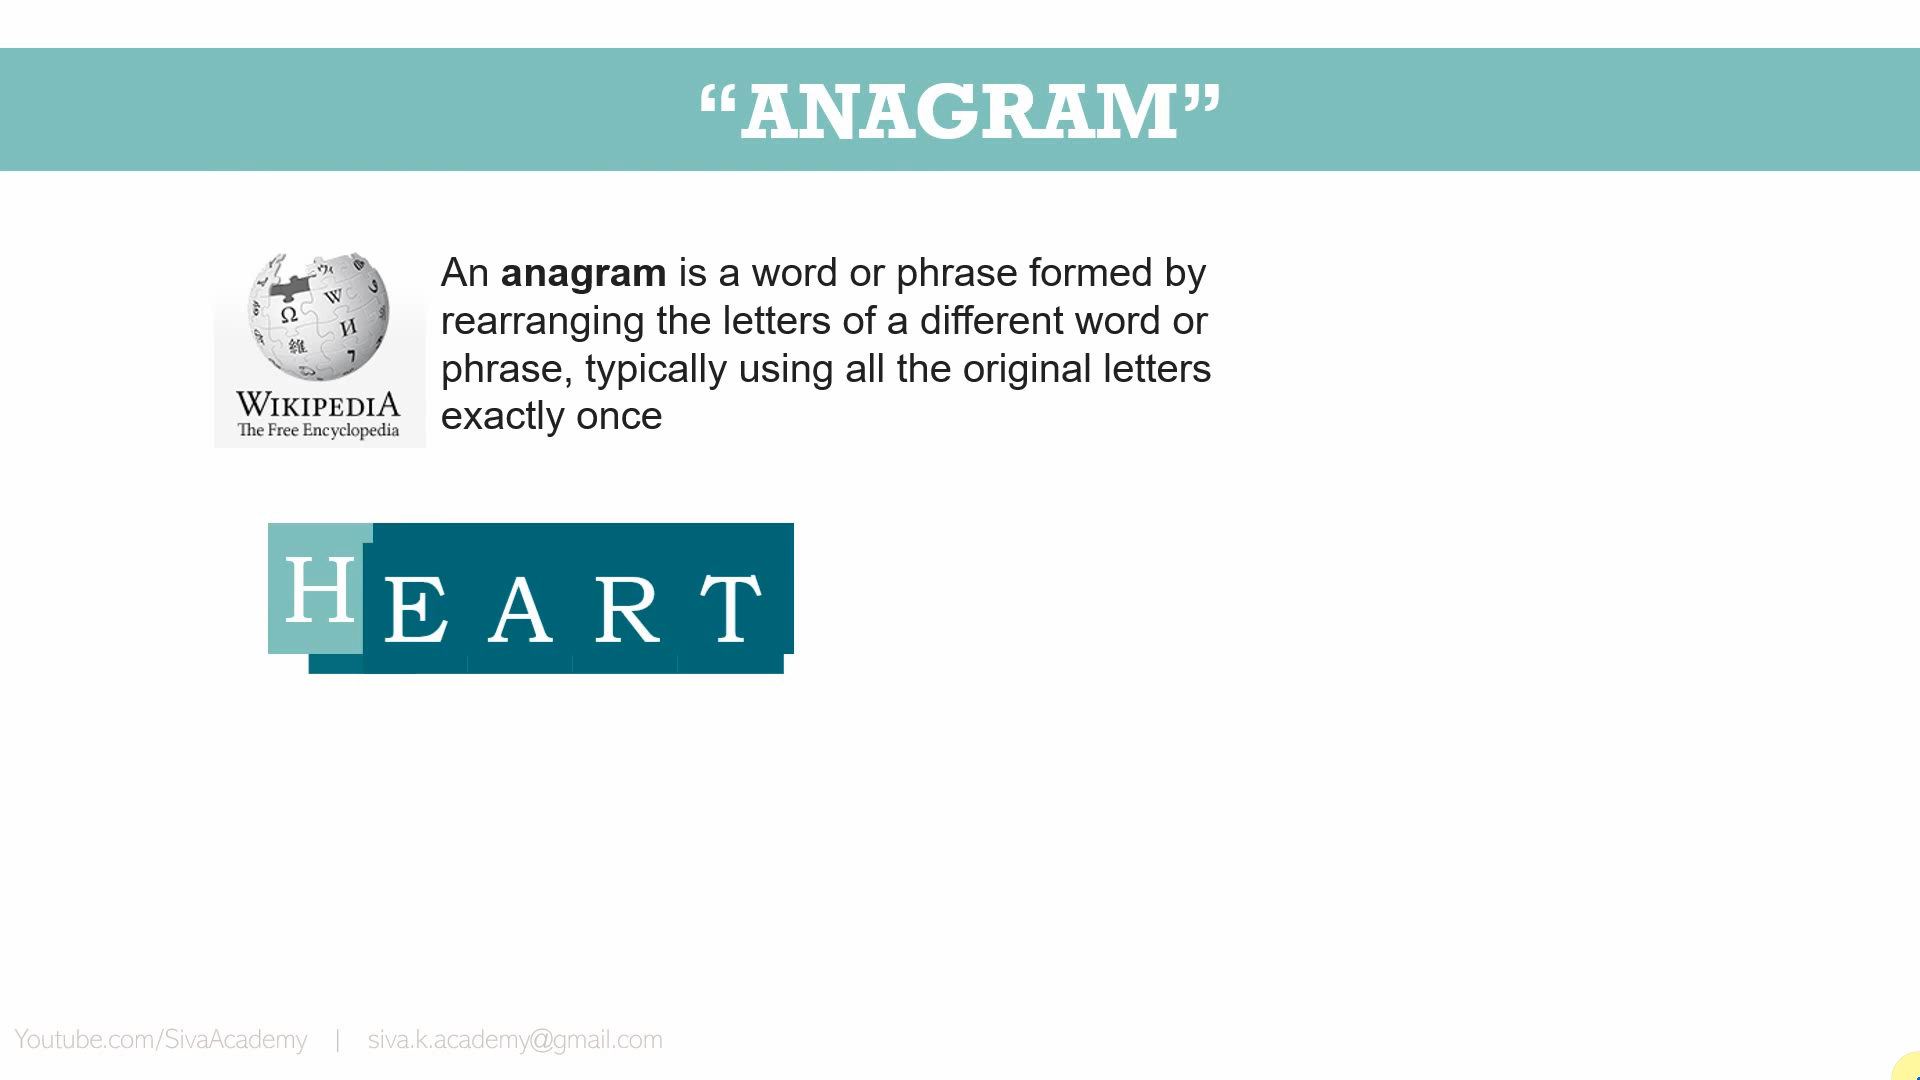 “ANAGRAM”
An anagram is a word or phrase formed by
rearranging the letters of a different word or
phrase, typically using all the original letters
exactly once
WIKIPEDIA
The Free Encyclopedia
HEART
Youtube.com/SivaAcademy | siva.k.academy@gmail.com